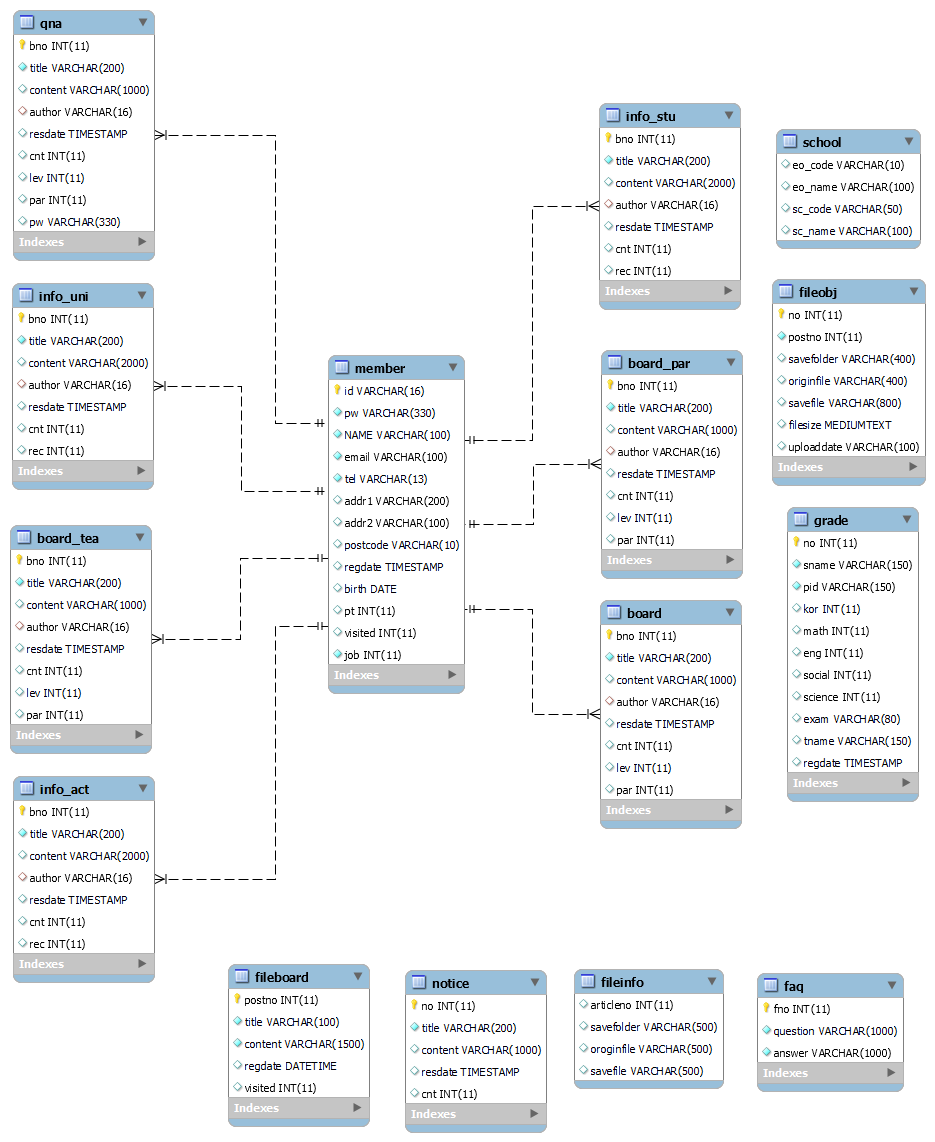 qna
bno INT(11)
title VARCHAR(200)
content VARCHAR(1000)
author VARCHAR(16)
resdate TIMESTAMP
cnt INT(11)
lev INT(11)
par INT(11)
pw VARCHAR(330)
Indexes
info_uni
bno INT(11)
title VARCHAR(200)
content VARCHAR(2000)
author VARCHAR(16)
resdate TIMESTAMP
cnt INT(11)
rec INT(11)
Indexes
board_tea
bno INT(11)
title VARCHAR(200)
content VARCHAR(1000)
author VARCHAR(16)
resdate TIMESTAMP
cnt INT(11)
lev INT(11)
par INT(11)
Indexes
info_act
bno INT(11)
title VARCHAR(200)
content VARCHAR(2000)
author VARCHAR(16)
resdate TIMESTAMP
cnt INT(11)
rec INT(11)
Indexes
member
id VARCHAR(16)
pw VARCHAR(330)
NAME VARCHAR(100)
email VARCHAR(100)
tel VARCHAR(13)
addr1 VARCHAR(200)
addr2 VARCHAR(100)
postcode VARCHAR(10)
regdate TIMESTAMP
birth DATE
pt INT(11)
visited INT(11)
job INT(11)
Indexes
info_stu
bno INT(11)
title VARCHAR(200)
content VARCHAR(2000)
author VARCHAR(16)
resdate TIMESTAMP
cnt INT(11)
rec INT(11)
Indexes
board_par
bno INT(11)
title VARCHAR(200)
content VARCHAR(1000)
author VARCHAR(16)
resdate TIMESTAMP
cnt INT(11)
lev INT(11)
par INT(11)
Indexes
board
bno INT(11)
title VARCHAR(200)
content VARCHAR(1000)
author VARCHAR(16)
resdate TIMESTAMP
cnt INT(11)
lev INT(11)
par INT(11)
Indexes
school
eo_code VARCHAR(10)
eo_name VARCHAR(100)
sc_code VARCHAR(50)
sc_name VARCHAR(100)
fileobj
no INT(11)
postno INT(11)
savefolder VARCHAR(400)
originfile VARCHAR(400)
savefile VARCHAR(800)
filesize MEDIUMTEXT
uploaddate VARCHAR(100)
Indexes
grade
no INT(11)
sname VARCHAR(150)
pid VARCHAR(150)
kor INT(11)
math INT(11)
eng INT(11)
social INT(11)
science INT(11)
exam VARCHAR(80)
tname VARCHAR(150)
regdate TIMESTAMP
Indexes
fileboard
postno INT(11)
title VARCHAR(100)
content VARCHAR(1500)
regdate DATETIME
visited INT(11)
Indexes
notice
no INT(11)
title VARCHAR(200)
content VARCHAR(1000)
resdate TIMESTAMP
cnt INT(11)
Indexes
fileinfo
articleno INT(11)
savefolder VARCHAR(500)
oroginfile VARCHAR(500)
savefile VARCHAR(500)
faq
fno INT(11)
question VARCHAR(1000)
answer VARCHAR(1000)
Indexes